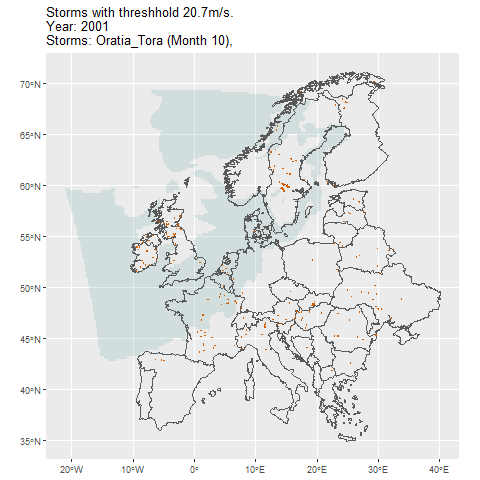 Storms with threshhold 20.7m/s.
Year: 2001
Storms: Oratia_Tora (Month 10),
70°N
65°N
60°N
55°N
50°N
45°N
40°N
35°N
20°W 10°W 0° 10°E 20°E 30°E 40°E